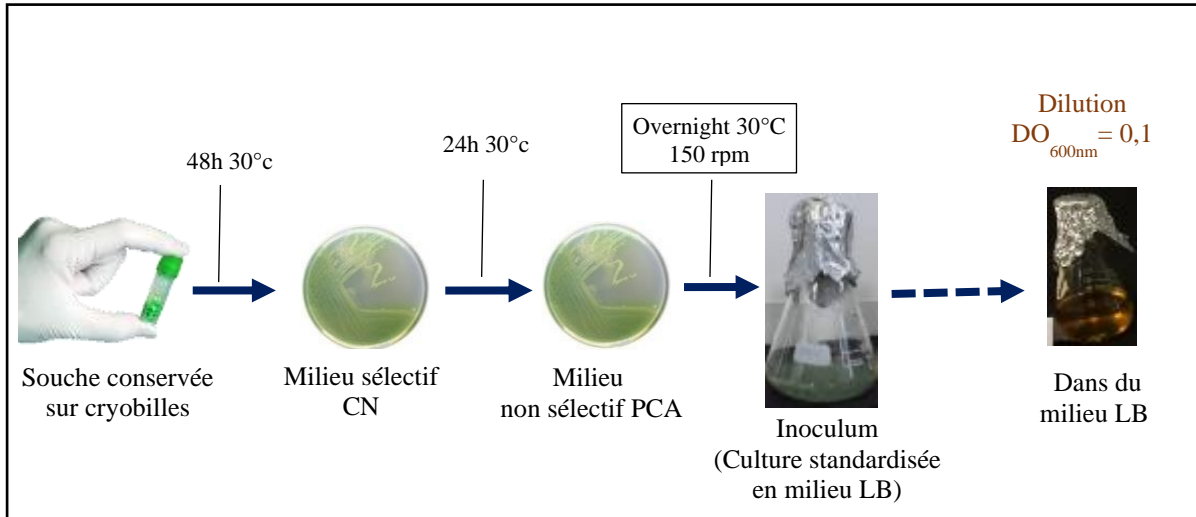 48h 30°c
24h 30°c
Overnight 30°C
150 rpm
Dilution
DO600nm = 0,1
Souche conservée
sur cryobilles
Milieu sélectif
CN
Milieu
non sélectif PCA
Inoculum
(Culture standardisée
en milieu LB)
Dans du
milieu LB